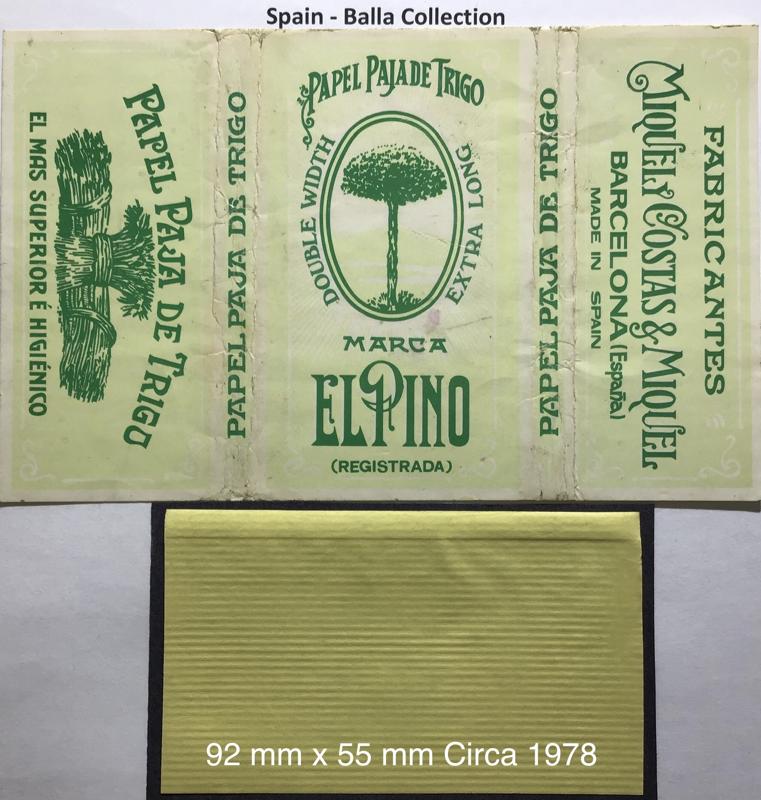 Spain - Balla Collection
PAPEL PAJA DE TRIGO
EL MAS SUPERIOR É HIGIÉNICO
PAPEL PAJA DE TRIGO
PAPEL PAJA DE TRIGO
DOUBLE WIDTH
EXTRA LONG
MARCA
EL PINO
(REGISTRADA)
PAPEL PAJA DE TRIGO
FABRICANTES
MIQUEL Y COSTAS & MIQUEL
BARCELONA (España)
MADE IN SPAIN
92 mm x 55 mm Circa 1978